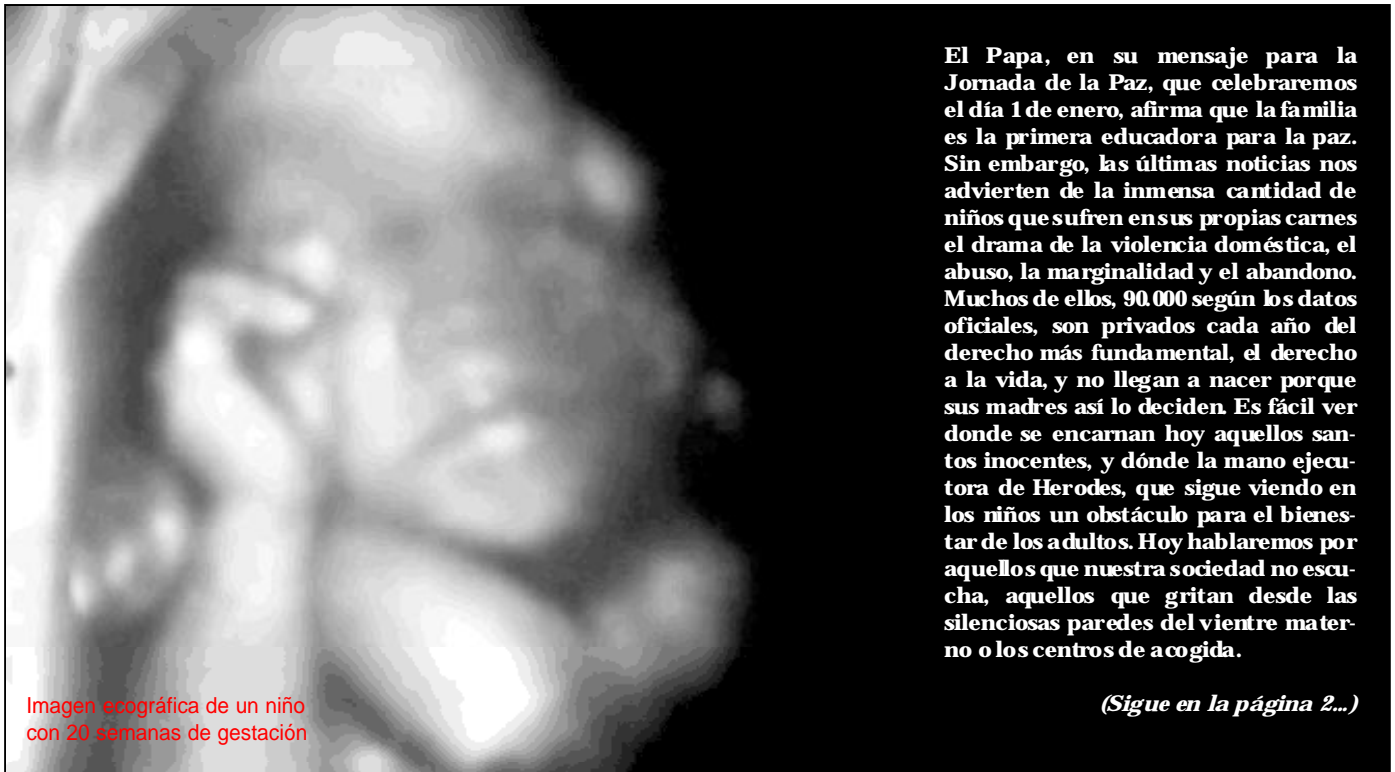 El Papa, en su mensaje para la
Jornada de la Paz, que celebraremos
el día 1 de enero, afirma que la familia
es la primera educadora para la paz.
Sin embargo, las últimas noticias nos
advierten de la inmensa cantidad de
niños que sufren en sus propias carnes
el drama de la violencia doméstica, el
abuso, la marginalidad y el abandono.
Muchos de ellos, 90.000 según los datos
oficiales, son privados cada año del
derecho más fundamental, el derecho
a la vida, y no llegan a nacer porque
sus madres así lo deciden. Es fácil ver
donde se encarnan hoy aquellos san-
tos inocentes, y dónde la mano ejecu-
tora de Herodes, que sigue viendo en
los niños un obstáculo para el bienes-
tar de los adultos. Hoy hablaremos por
aquellos que nuestra sociedad no escu-
cha, aquellos que gritan desde las
silenciosas paredes del vientre mater-
no o los centros de acogida.
(Sigue en la página 2...)
Imagen ecográfica de un niño
con 20 semanas de gestación